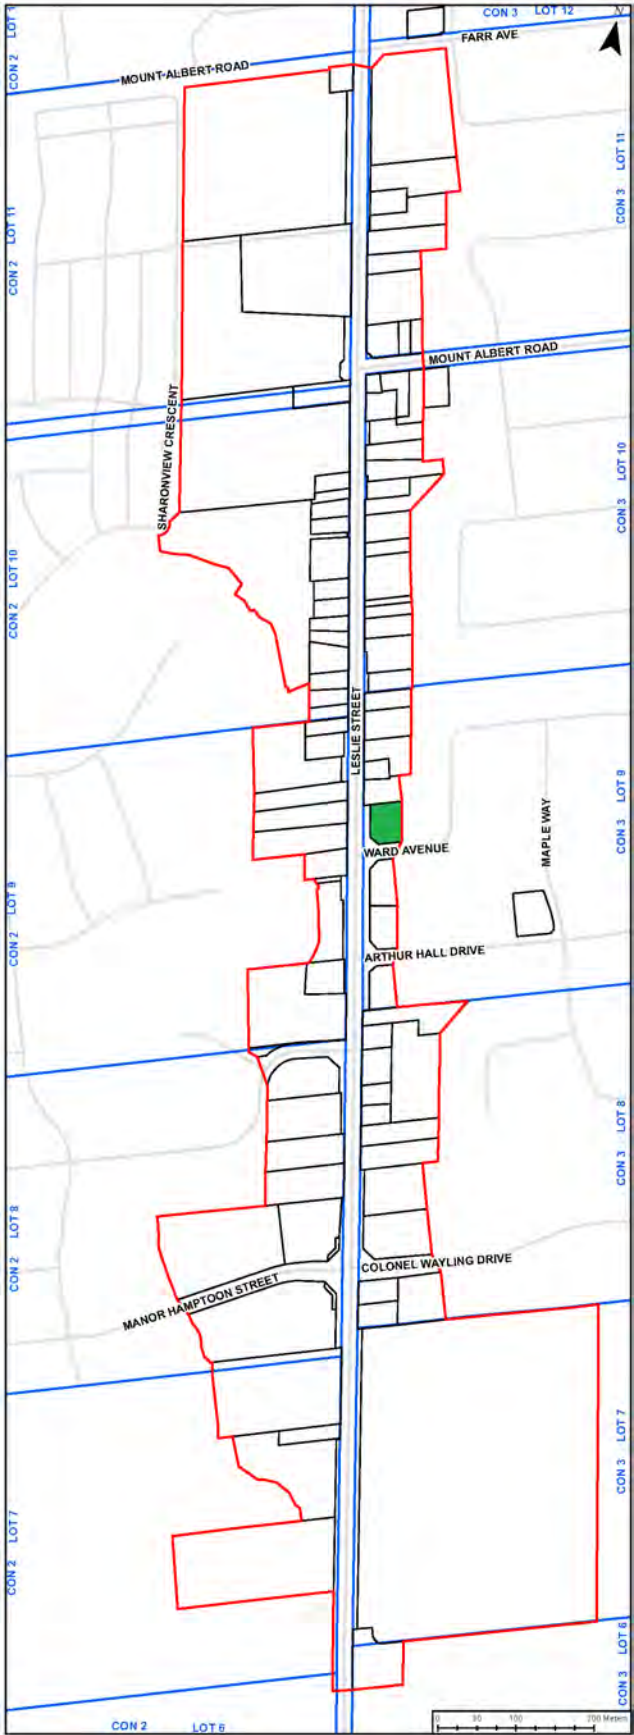 CON 3 LOT 12
N
FARR AVE
CON 2 LOT 1
MOUNT ALBERT ROAD
CON 3 LOT 11
CON 2 LOT 11
MOUNT ALBERT ROAD
SHARONVIEW CRESCENT
CON 3 LOT 10
CON 2 LOT 10
LESLIE STREET
CON 3 LOT 9
MAPLE WAY
WARD AVENUE
CON 2 LOT 9
ARTHUR HALL DRIVE
CON 3 LOT 8
CON 2 LOT 8
COLONEL WAYLING DRIVE
MANOR HAMPTOON STREET
CON 3 LOT 7
CON 2 LOT 7
CON 3 LOT 6
CON 2 LOT 6
0 50 100 200 Meters